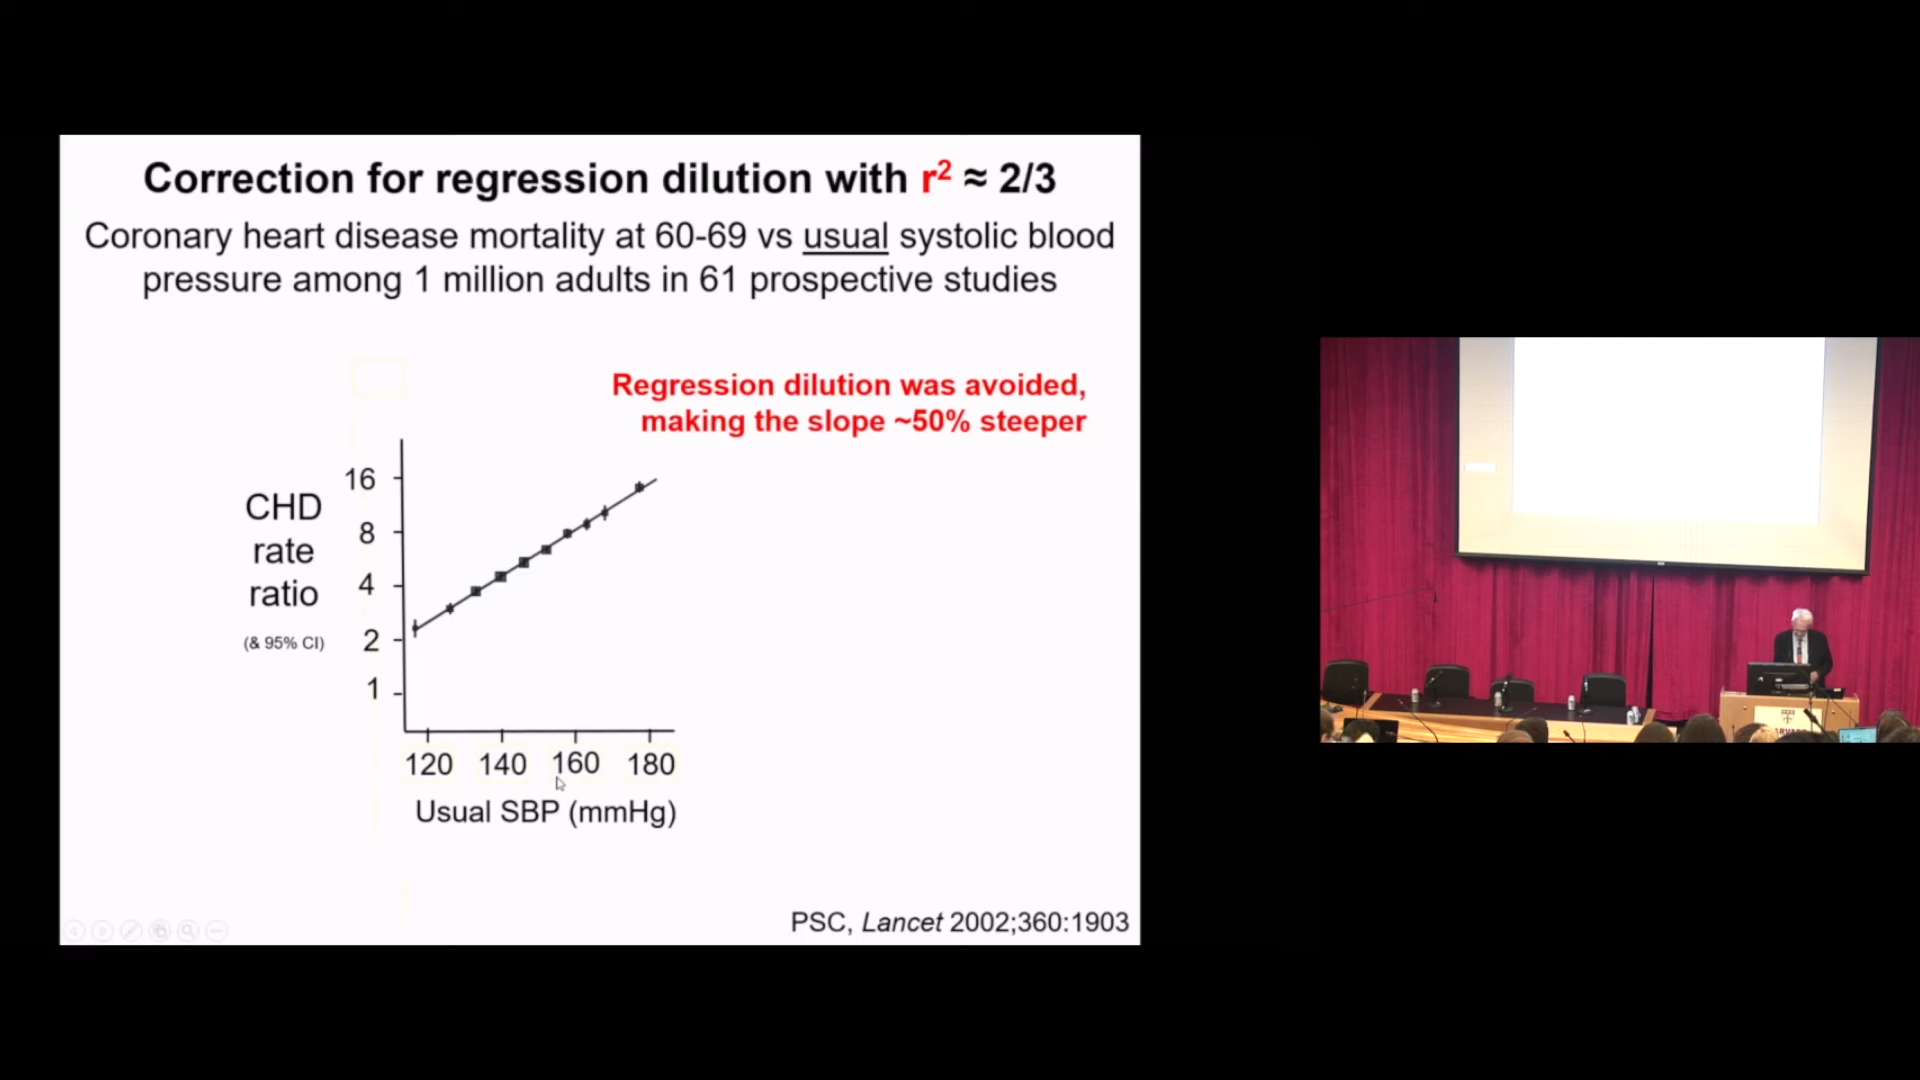 Correction for regression dilution with r² ≈ 2/3
Coronary heart disease mortality at 60-69 vs usual systolic blood
pressure among 1 million adults in 61 prospective studies
Regression dilution was avoided,
making the slope ~50% steeper
CHD
rate
ratio
(& 95% CI)
16
8
4
2
1
120 140 160 180
Usual SBP (mmHg)
PSC, Lancet 2002;360:1903